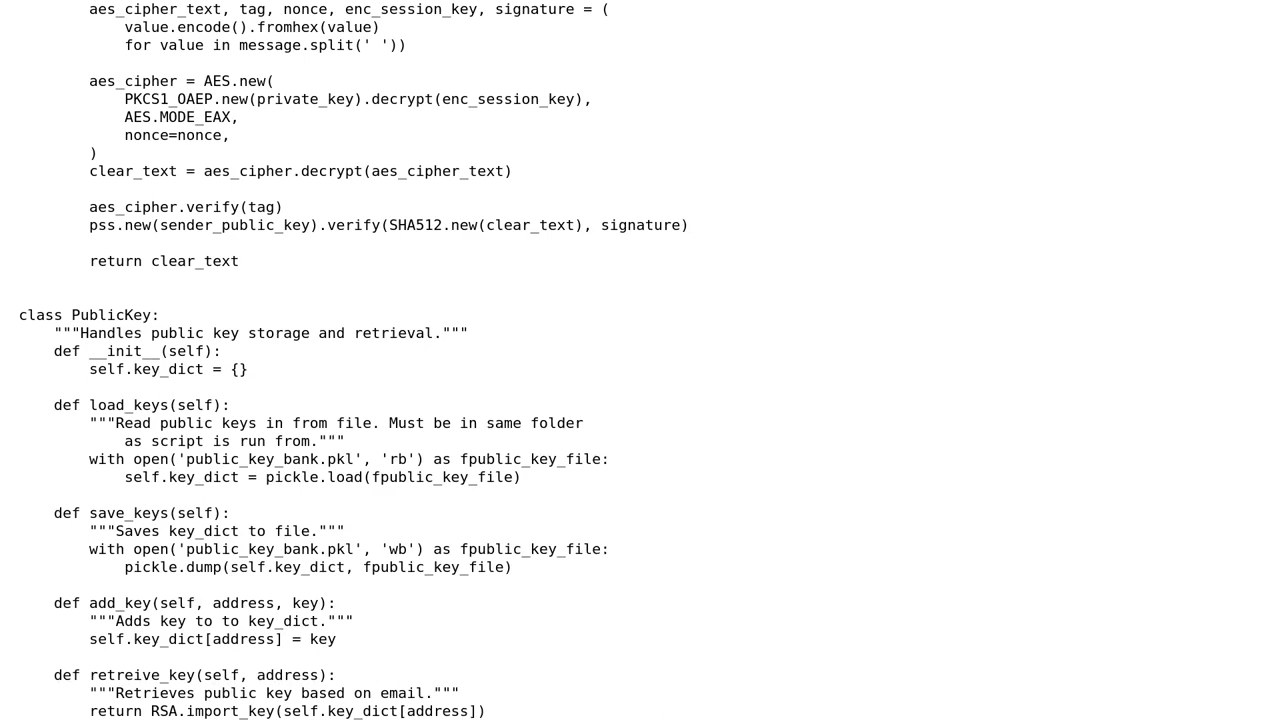 aes_cipher_text, tag, nonce, enc_session_key, signature = (
value.encode().fromhex(value)
for value in message.split(' '))
aes_cipher = AES.new(
PKCS1_OAEP.new(private_key).decrypt(enc_session_key),
AES.MODE_EAX,
nonce=nonce,
)
clear_text = aes_cipher.decrypt(aes_cipher_text)
aes_cipher.verify(tag)
pss.new(sender_public_key).verify(SHA512.new(clear_text), signature)
return clear_text
class PublicKey:
"""Handles public key storage and retrieval."""
def __init__(self):
self.key_dict = {}
def load_keys(self):
"""Read public keys in from file. Must be in same folder
as script is run from."""
with open('public_key_bank.pkl', 'rb') as fpublic_key_file:
self.key_dict = pickle.load(fpublic_key_file)
def save_keys(self):
"""Saves key_dict to file."""
with open('public_key_bank.pkl', 'wb') as fpublic_key_file:
pickle.dump(self.key_dict, fpublic_key_file)
def add_key(self, address, key):
"""Adds key to to key_dict."""
self.key_dict[address] = key
def retreive_key(self, address):
"""Retrieves public key based on email."""
return RSA.import_key(self.key_dict[address])